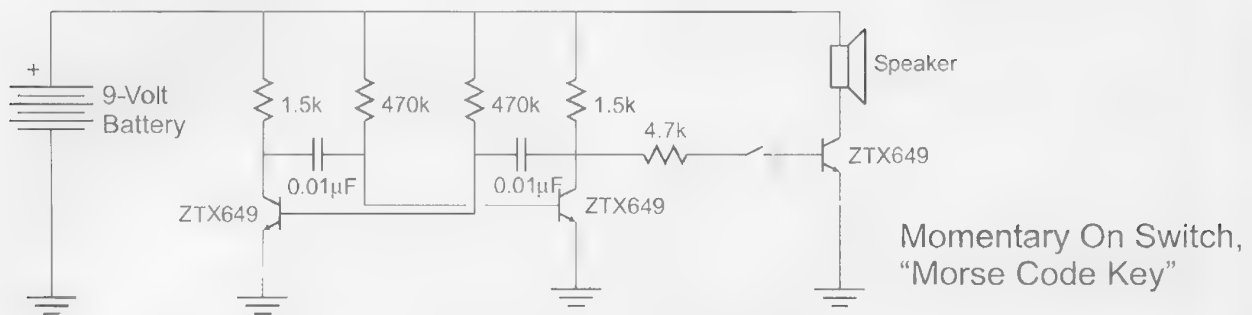 +
9-Volt
Battery
1.5k
470k
470k
1.5k
4.7k
Speaker
0.01µF
0.01µF
ZTX649
ZTX649
ZTX649
Momentary On Switch,
“Morse Code Key”